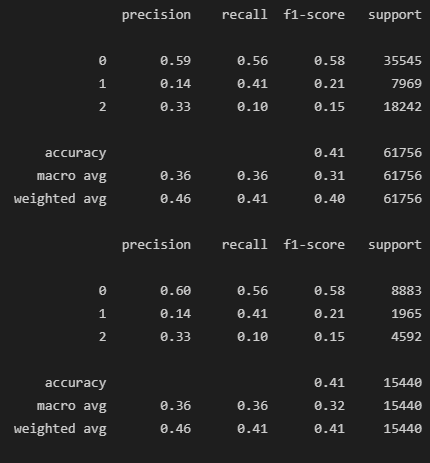 precision recall f1-score support
0 0.59 0.56 0.58 35545
1 0.14 0.41 0.21 7969
2 0.33 0.10 0.15 18242
accuracy 0.41 61756
macro avg 0.36 0.36 0.31 61756
weighted avg 0.46 0.41 0.40 61756
precision recall f1-score support
0 0.60 0.56 0.58 8883
1 0.14 0.41 0.21 1965
2 0.33 0.10 0.15 4592
accuracy 0.41 15440
macro avg 0.36 0.36 0.32 15440
weighted avg 0.46 0.41 0.41 15440